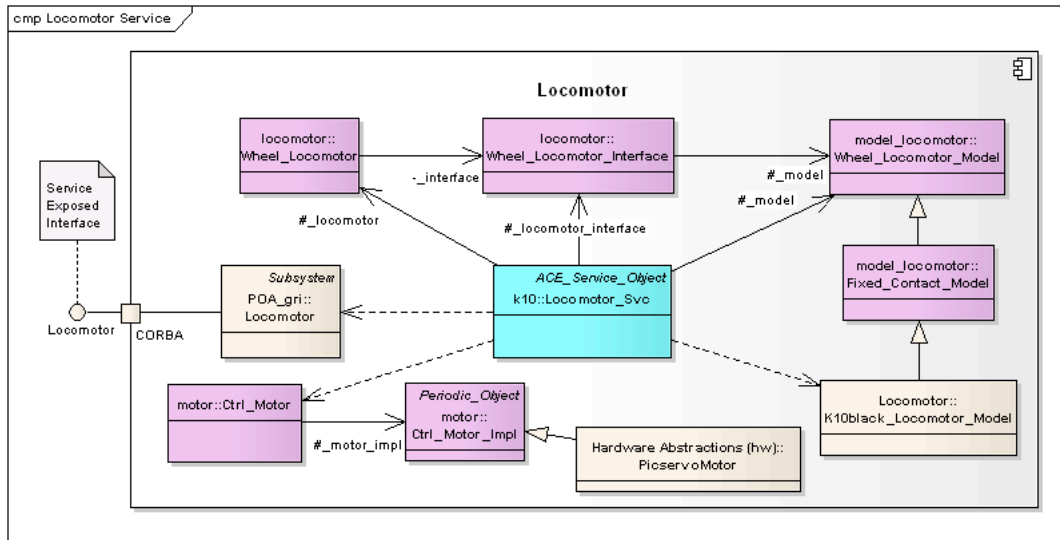 cmp Locomotor Service
Locomotor
locomotor::
Wheel_Locomotor
locomotor::
Wheel_Locomotor_Interface
model_locomotor::
Wheel_Locomotor_Model
-_interface
#_model
Service
Exposed
Interface
#_locomotor
#_locomotor_interface
#_model
model_locomotor::
Fixed_Contact_Model
Subsystem
POA_gri::
Locomotor
ACE_Service_Object
k10::Locomotor_Svc
Locomotor
CORBA
motor::Ctrl_Motor
#_motor_impl
Periodic_Object
motor::
Ctrl_Motor_Impl
Hardware Abstractions (hw)::
PicservoMotor
Locomotor::
K10black_Locomotor_Model